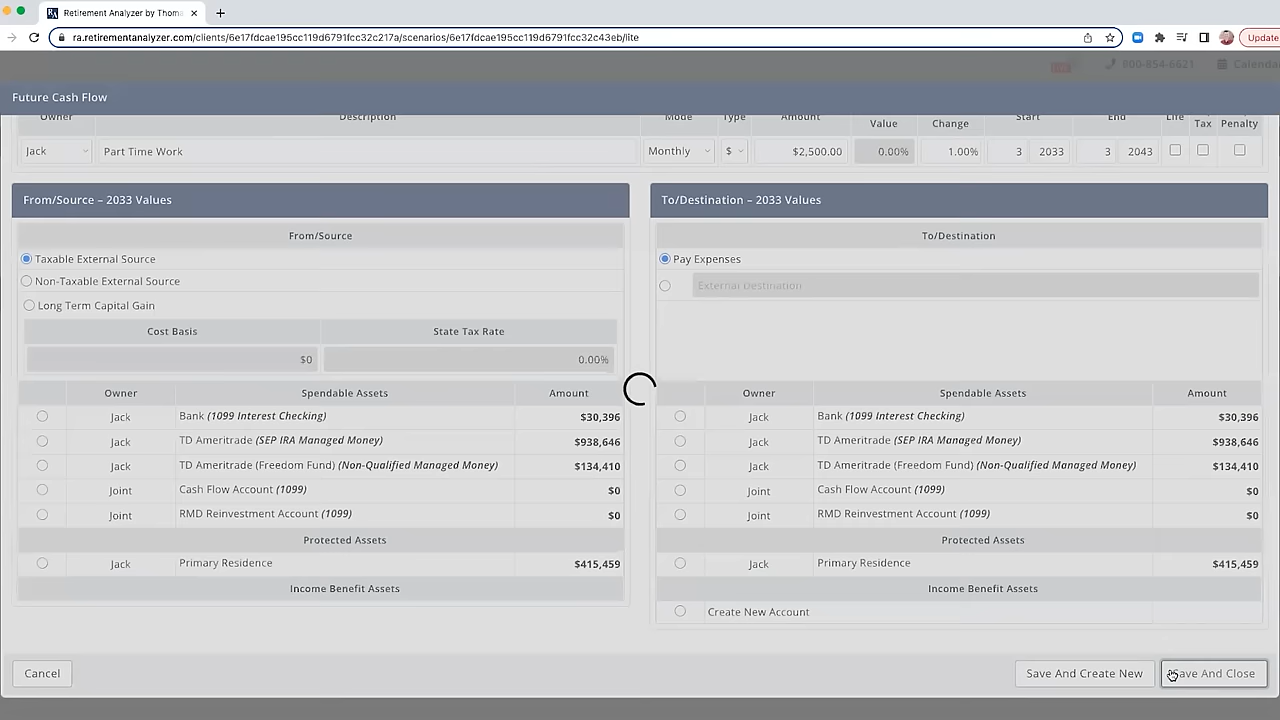 Retirement Analyzer by Thoma
ra.retirementanalyzer.com/clients/6e17fdcae195cc119d6791fcc32c217a/scenarios/6e17fdcae195cc119d6791fcc32c43eb/lite
Update
800-854-6621 Calenda
Future Cash Flow
Owner Description Mode Type Amount Value Change Start End Life Tax Penalty
Jack Part Time Work Monthly $ $2,500.00 0.00% 1.00% 3 2033 3 2043
From/Source – 2033 Values
From/Source
Taxable External Source
Non-Taxable External Source
Long Term Capital Gain
Cost Basis State Tax Rate
$0 0.00%
Owner Spendable Assets Amount
Jack Bank (1099 Interest Checking) $30,396
Jack TD Ameritrade (SEP IRA Managed Money) $938,646
Jack TD Ameritrade (Freedom Fund) (Non-Qualified Managed Money) $134,410
Joint Cash Flow Account (1099) $0
Joint RMD Reinvestment Account (1099) $0
Protected Assets
Jack Primary Residence $415,459
Income Benefit Assets
To/Destination – 2033 Values
To/Destination
Pay Expenses
External Destination
Owner Spendable Assets Amount
Jack Bank (1099 Interest Checking) $30,396
Jack TD Ameritrade (SEP IRA Managed Money) $938,646
Jack TD Ameritrade (Freedom Fund) (Non-Qualified Managed Money) $134,410
Joint Cash Flow Account (1099) $0
Joint RMD Reinvestment Account (1099) $0
Protected Assets
Jack Primary Residence $415,459
Income Benefit Assets
Create New Account
Cancel Save And Create New Save And Close